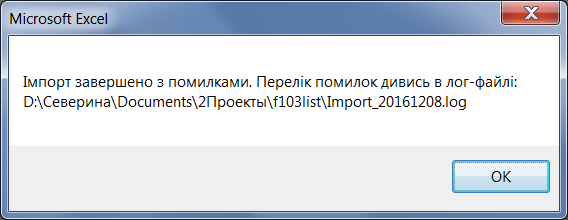 Microsoft Excel
Імпорт завершено з помилками. Перелік помилок дивись в лог-файлі:
D:\Северина\Documents\2Проекты\f103list\Import_20161208.log
OK